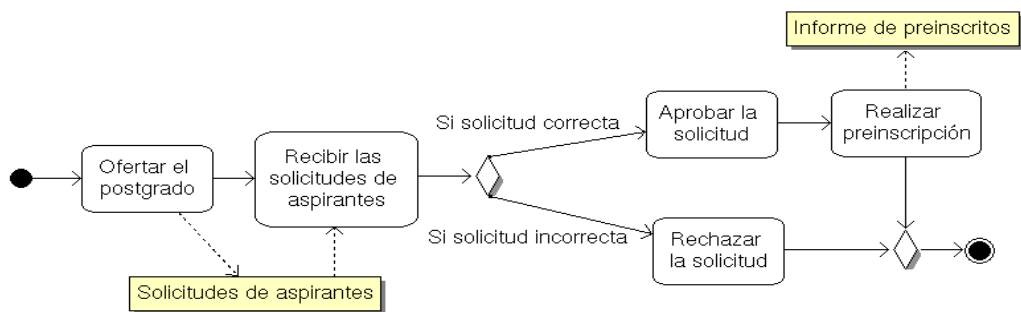 Informe de preinscritos
Ofertar el
postgrado
Recibir las
solicitudes de
aspirantes
Si solicitud correcta
Aprobar la
solicitud
Realizar
preinscripción
Si solicitud incorrecta
Rechazar
la solicitud
Solicitudes de aspirantes